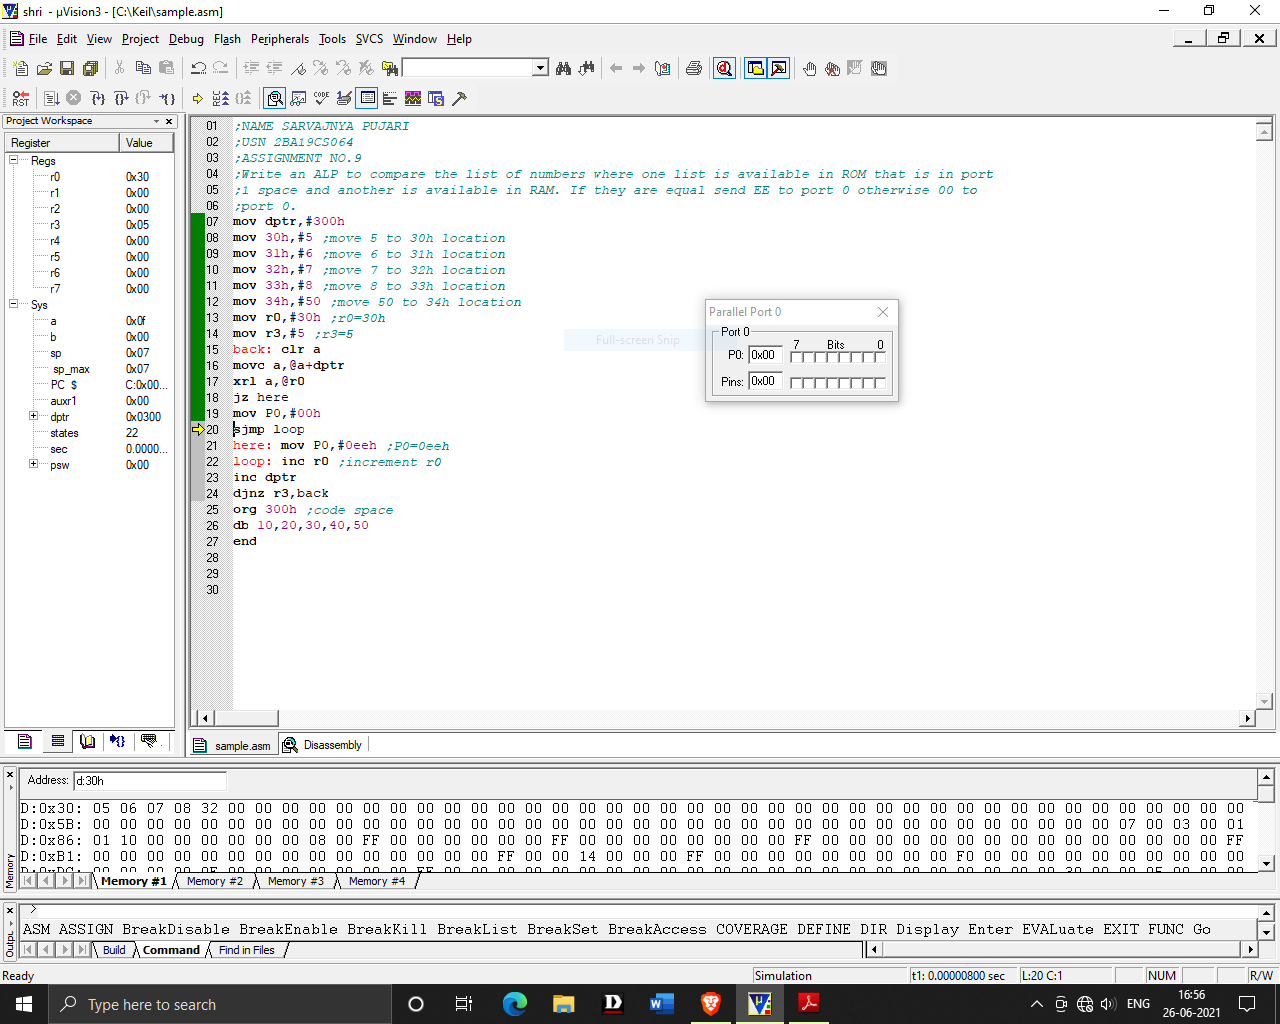 shri - µVision3 - [C:\Keil\sample.asm]
File Edit View Project Debug Flash Peripherals Tools SVCS Window Help
RST
CODE
Project Workspace
Register Value
Regs
r0 0x30
r1 0x00
r2 0x00
r3 0x05
r4 0x00
r5 0x00
r6 0x00
r7 0x00
Sys
a 0x0f
b 0x00
sp 0x07
sp_max 0x07
PC $ C:0x00...
auxr1 0x00
dptr 0x0300
states 22
sec 0.0000...
psw 0x00
01 ;NAME SARVAJNYA PUJARI
02 ;USN 2BA19CS064
03 ;ASSIGNMENT NO.9
04 ;Write an ALP to compare the list of numbers where one list is available in ROM that is in port
05 ;1 space and another is available in RAM. If they are equal send EE to port 0 otherwise 00 to
06 ;port 0.
07 mov dptr,#300h
08 mov 30h,#5 ;move 5 to 30h location
09 mov 31h,#6 ;move 6 to 31h location
10 mov 32h,#7 ;move 7 to 32h location
11 mov 33h,#8 ;move 8 to 33h location
12 mov 34h,#50 ;move 50 to 34h location
13 mov r0,#30h ;r0=30h
14 mov r3,#5 ;r3=5
15 back: clr a
16 movc a,@a+dptr
17 xrl a,@r0
18 jz here
19 mov P0,#00h
20 sjmp loop
21 here: mov P0,#0eeh ;P0=0eeh
22 loop: inc r0 ;increment r0
23 inc dptr
24 djnz r3,back
25 org 300h ;code space
26 db 10,20,30,40,50
27 end
28
29
30
Full-screen Snip
Parallel Port 0
Port 0
7 Bits 0
P0: 0x00
Pins: 0x00
sample.asm Disassembly
Address: d:30h
D:0x30: 05 06 07 08 32 00 00 00 00 00 00 00 00 00 00 00 00 00 00 00 00 00 00 00 00 00 00 00 00 00 00 00 00 00 00 00 00 00 00 00 00 00 00
D:0x5B: 00 00 00 00 00 00 00 00 00 00 00 00 00 00 00 00 00 00 00 00 00 00 00 00 00 00 00 00 00 00 00 00 00 00 00 00 00 00 07 00 03 00 01
D:0x86: 01 10 00 00 00 00 00 00 08 00 FF 00 00 00 00 00 00 FF 00 00 00 00 00 00 00 00 FF 00 00 00 00 00 00 00 00 00 00 00 00 00 00 00 FF
D:0xB1: 00 00 00 00 00 00 00 00 00 00 00 00 00 00 00 FF 00 00 14 00 00 00 FF 00 00 00 00 00 00 00 00 00 F0 00 00 00 00 00 00 00 00 00 00
Memory
Memory #1 Memory #2 Memory #3 Memory #4
>
ASM ASSIGN BreakDisable BreakEnable BreakKill BreakList BreakSet BreakAccess COVERAGE DEFINE DIR Display Enter EVALuate EXIT FUNC Go
Build Command Find in Files
Ready Simulation t1: 0.00000800 sec L:20 C:1 NUM R/W
Type here to search
ENG
16:56
26-06-2021